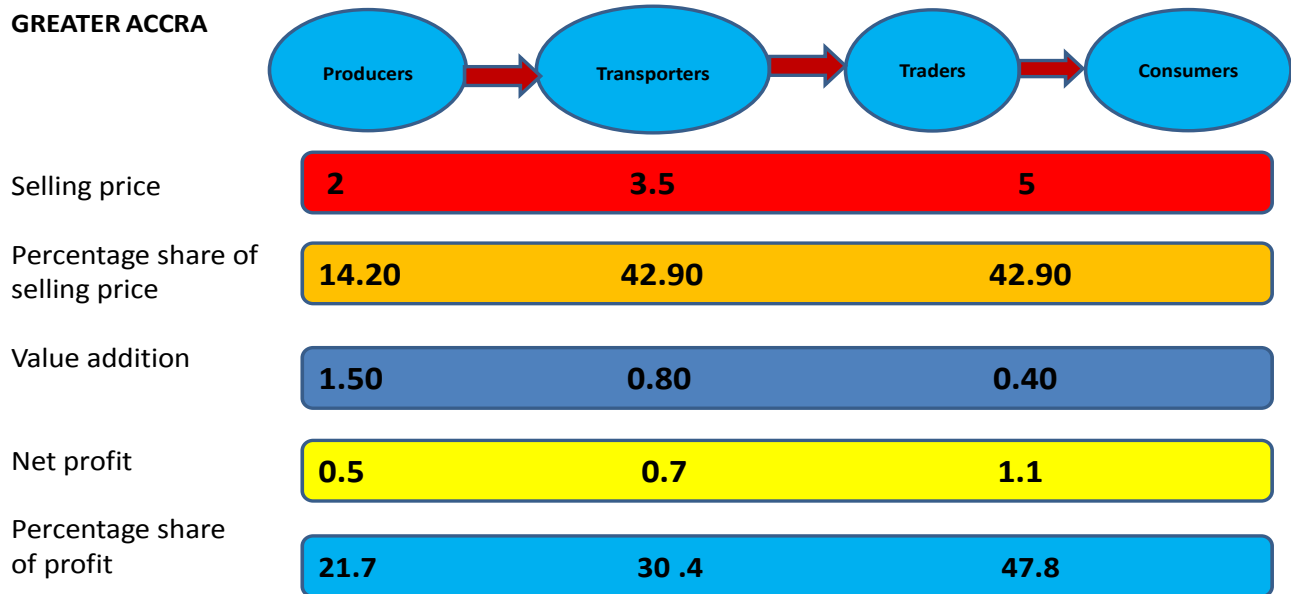 GREATER ACCRA
Producers
Transporters
Traders
Consumers
Selling price
2 3.5 5
Percentage share of
selling price
14.20 42.90 42.90
Value addition
1.50 0.80 0.40
Net profit
0.5 0.7 1.1
Percentage share
of profit
21.7 30 .4 47.8